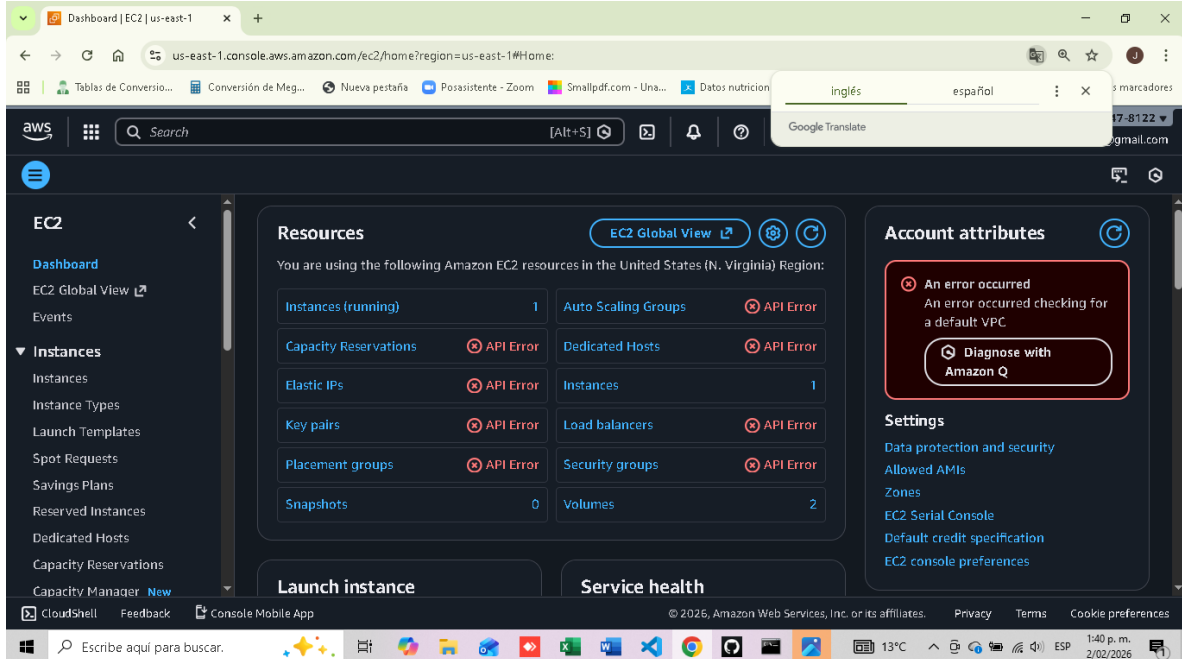 Dashboard | EC2 | us-east-1
us-east-1.console.aws.amazon.com/ec2/home?region=us-east-1#Home:
J
Tablas de Conversio...
Conversión de Meg...
Nueva pestaña
Posasistente - Zoom
Smallpdf.com - Una...
Datos nutricion
s marcadores
inglés
español
Google Translate
aws
Search
[Alt+S]
47-8122
@gmail.com
EC2
Dashboard
EC2 Global View
Events
Instances
Instances
Instance Types
Launch Templates
Spot Requests
Savings Plans
Reserved Instances
Dedicated Hosts
Capacity Reservations
Capacity Manager New
Resources
EC2 Global View
You are using the following Amazon EC2 resources in the United States (N. Virginia) Region:
Instances (running) 1
Auto Scaling Groups API Error
Capacity Reservations API Error
Dedicated Hosts API Error
Elastic IPs API Error
Instances 1
Key pairs API Error
Load balancers API Error
Placement groups API Error
Security groups API Error
Snapshots 0
Volumes 2
Launch instance
Service health
Account attributes
An error occurred
An error occurred checking for
a default VPC
Diagnose with
Amazon Q
Settings
Data protection and security
Allowed AMIs
Zones
EC2 Serial Console
Default credit specification
EC2 console preferences
CloudShell
Feedback
Console Mobile App
© 2026, Amazon Web Services, Inc. or its affiliates.
Privacy
Terms
Cookie preferences
Escribe aquí para buscar.
13°C
ESP
1:40 p. m.
2/02/2026